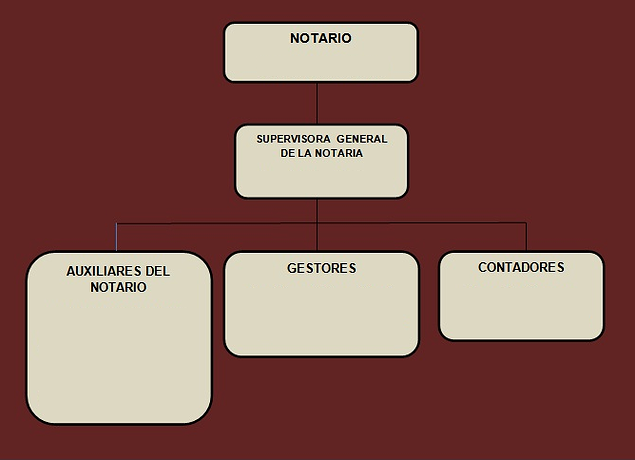 NOTARIO
SUPERVISORA GENERAL
DE LA NOTARIA
AUXILIARES DEL
NOTARIO
GESTORES
CONTADORES